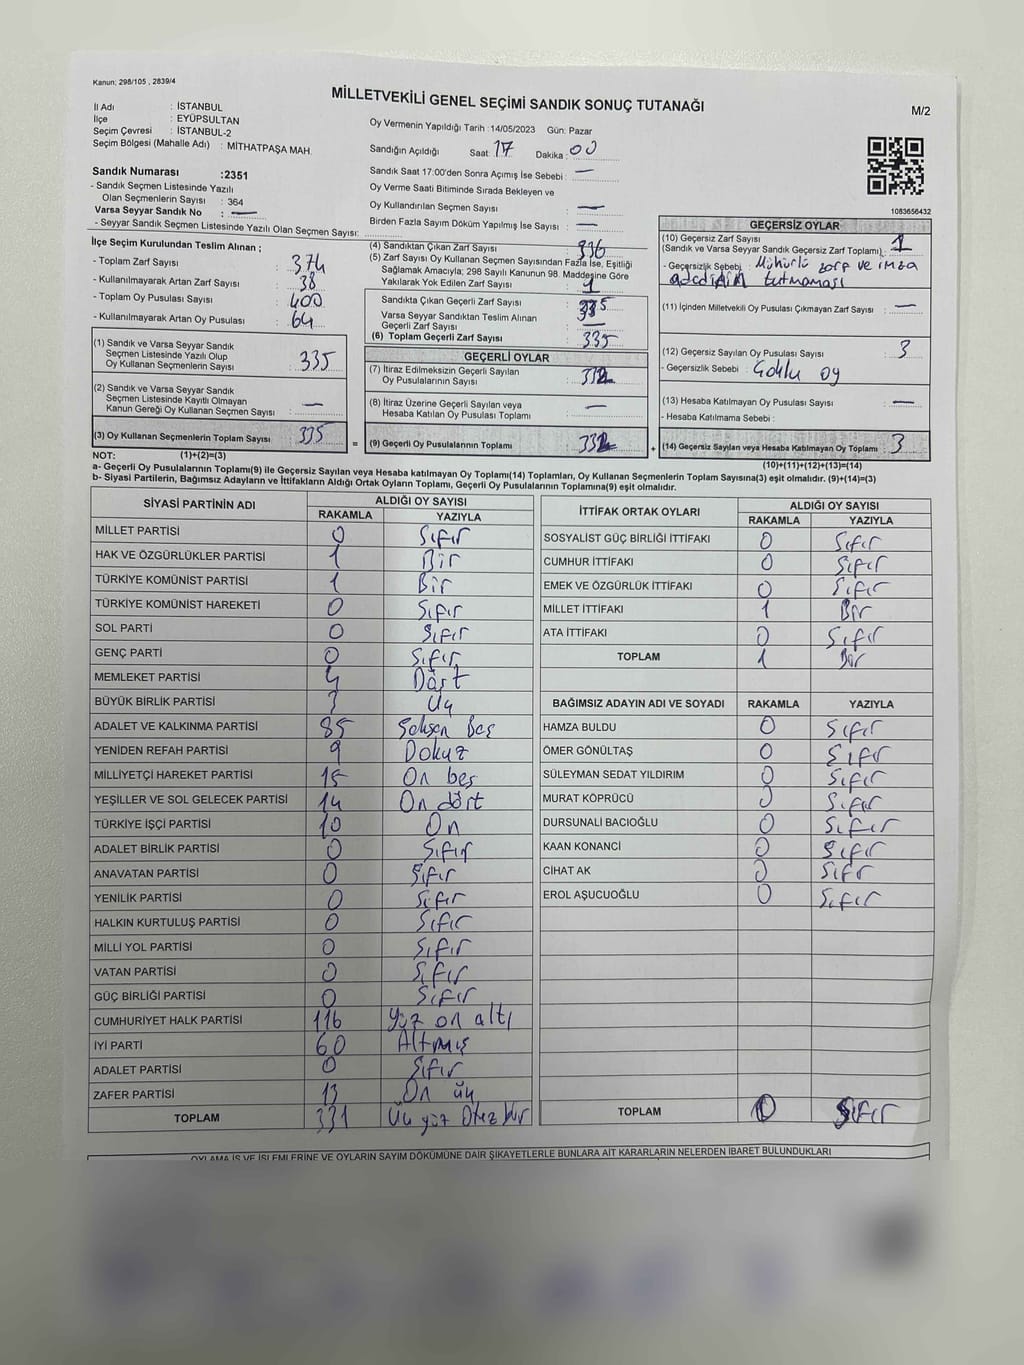 Kanun: 298/105 , 2839/4
MİLLETVEKİLİ GENEL SEÇİMİ SANDIK SONUÇ TUTANAĞI
M/2
İl Adı : İSTANBUL
İlçe : EYÜPSULTAN
Seçim Çevresi : İSTANBUL-2
Seçim Bölgesi (Mahalle Adı) : MİTHATPAŞA MAH.
Oy Vermenin Yapıldığı Tarih :14/05/2023 Gün: Pazar
Sandığın Açıldığı Saat: 17 Dakika : 00
Sandık Saat 17:00'den Sonra Açımış İse Sebebi : —
Oy Verme Saati Bitiminde Sırada Bekleyen ve
Oy Kullandırılan Seçmen Sayısı : —
Birden Fazla Sayım Döküm Yapılmış İse Sayısı : —
Sandık Numarası :2351
- Sandık Seçmen Listesinde Yazılı
Olan Seçmenlerin Sayısı : 364
Varsa Seyyar Sandık No : —
- Seyyar Sandık Seçmen Listesinde Yazılı Olan Seçmen Sayısı:
1083656432
İlçe Seçim Kurulundan Teslim Alınan ;
- Toplam Zarf Sayısı : 374
- Kullanılmayarak Artan Zarf Sayısı : 38
- Toplam Oy Pusulası Sayısı : 400
- Kullanılmayarak Artan Oy Pusulası : 64
(1) Sandık ve Varsa Seyyar Sandık
Seçmen Listesinde Yazılı Olup
Oy Kullanan Seçmenlerin Sayısı : 335
(2) Sandık ve Varsa Seyyar Sandık
Seçmen Listesinde Kayıtlı Olmayan
Kanun Gereği Oy Kullanan Seçmen Sayısı : —
(3) Oy Kullanan Seçmenlerin Toplam Sayısı : 335
(4) Sandıktan Çıkan Zarf Sayısı : 336
(5) Zarf Sayısı Oy Kullanan Seçmen Sayısından Fazla İse, Eşitliği
Sağlamak Amacıyla; 298 Sayılı Kanunun 98. Maddesine Göre
Yakılarak Yok Edilen Zarf Sayısı : 1
Sandıkta Çıkan Geçerli Zarf Sayısı : 335
Varsa Seyyar Sandıktan Teslim Alınan
Geçerli Zarf Sayısı : —
(6) Toplam Geçerli Zarf Sayısı : 335
GEÇERLİ OYLAR
(7) İtiraz Edilmeksizin Geçerli Sayılan
Oy Pusulalarının Sayısı : 332
(8) İtiraz Üzerine Geçerli Sayılan veya
Hesaba Katılan Oy Pusulası Toplamı : —
= (9) Geçerli Oy Pusulalarının Toplamı : 332 +
GEÇERSİZ OYLAR
(10) Geçersiz Zarf Sayısı
(Sandık ve Varsa Seyyar Sandık Geçersiz Zarf Toplamı) : 1
- Geçersizlik Sebebi : Mühürlü zarf ve imza
adedinin tutmaması
(11) İçinden Milletvekili Oy Pusulası Çıkmayan Zarf Sayısı : —
(12) Geçersiz Sayılan Oy Pusulası Sayısı : 3
- Geçersizlik Sebebi : Çoklu oy
(13) Hesaba Katılmayan Oy Pusulası Sayısı : —
- Hesaba Katılmama Sebebi :
(14) Geçersiz Sayılan veya Hesaba Katılmayan Oy Toplamı : 3
NOT: (1)+(2)=(3)
(10)+(11)+(12)+(13)=(14)
a- Geçerli Oy Pusulalarının Toplamı(9) ile Geçersiz Sayılan veya Hesaba katılmayan Oy Toplamı(14) Toplamları, Oy Kullanan Seçmenlerin Toplam Sayısına(3) eşit olmalıdır. (9)+(14)=(3)
b- Siyasi Partilerin, Bağımsız Adayların ve İttifakların Aldığı Ortak Oyların Toplamı, Geçerli Oy Pusulalarının Toplamına(9) eşit olmalıdır.
SİYASİ PARTİNİN ADI ALDIĞI OY SAYISI
RAKAMLA YAZIYLA
MİLLET PARTİSİ 0 Sıfır
HAK VE ÖZGÜRLÜKLER PARTİSİ 1 Bir
TÜRKİYE KOMÜNİST PARTİSİ 1 Bir
TÜRKİYE KOMÜNİST HAREKETİ 0 Sıfır
SOL PARTİ 0 Sıfır
GENÇ PARTİ 0 Sıfır
MEMLEKET PARTİSİ 4 Dört
BÜYÜK BİRLİK PARTİSİ 3 Üç
ADALET VE KALKINMA PARTİSİ 85 Seksen Beş
YENİDEN REFAH PARTİSİ 9 Dokuz
MİLLİYETÇİ HAREKET PARTİSİ 15 On beş
YEŞİLLER VE SOL GELECEK PARTİSİ 14 On dört
TÜRKİYE İŞÇİ PARTİSİ 10 On
ADALET BİRLİK PARTİSİ 0 Sıfır
ANAVATAN PARTİSİ 0 Sıfır
YENİLİK PARTİSİ 0 Sıfır
HALKIN KURTULUŞ PARTİSİ 0 Sıfır
MİLLİ YOL PARTİSİ 0 Sıfır
VATAN PARTİSİ 0 Sıfır
GÜÇ BİRLİĞİ PARTİSİ 0 Sıfır
CUMHURİYET HALK PARTİSİ 116 Yüz on altı
İYİ PARTİ 60 Altmış
ADALET PARTİSİ 0 Sıfır
ZAFER PARTİSİ 13 On üç
TOPLAM 331 Üç yüz Otuz bir
İTTİFAK ORTAK OYLARI ALDIĞI OY SAYISI
RAKAMLA YAZIYLA
SOSYALİST GÜÇ BİRLİĞİ İTTİFAKI 0 Sıfır
CUMHUR İTTİFAKI 0 Sıfır
EMEK VE ÖZGÜRLÜK İTTİFAKI 0 Sıfır
MİLLET İTTİFAKI 1 Bir
ATA İTTİFAKI 0 Sıfır
TOPLAM 1 Bir
BAĞIMSIZ ADAYIN ADI VE SOYADI RAKAMLA YAZIYLA
HAMZA BULDU 0 Sıfır
ÖMER GÖNÜLTAŞ 0 Sıfır
SÜLEYMAN SEDAT YILDIRIM 0 Sıfır
MURAT KÖPRÜCÜ 0 Sıfır
DURSUNALİ BACIOĞLU 0 Sıfır
KAAN KONANCİ 0 Sıfır
CİHAT AK 0 Sıfır
EROL AŞUCUOĞLU 0 Sıfır
TOPLAM 0 Sıfır
OYLAMA İŞ VE İŞLEMLERİNE VE OYLARIN SAYIM DÖKÜMÜNE DAİR ŞİKAYETLERLE BUNLARA AİT KARARLARIN NELERDEN İBARET BULUNDUKLARI